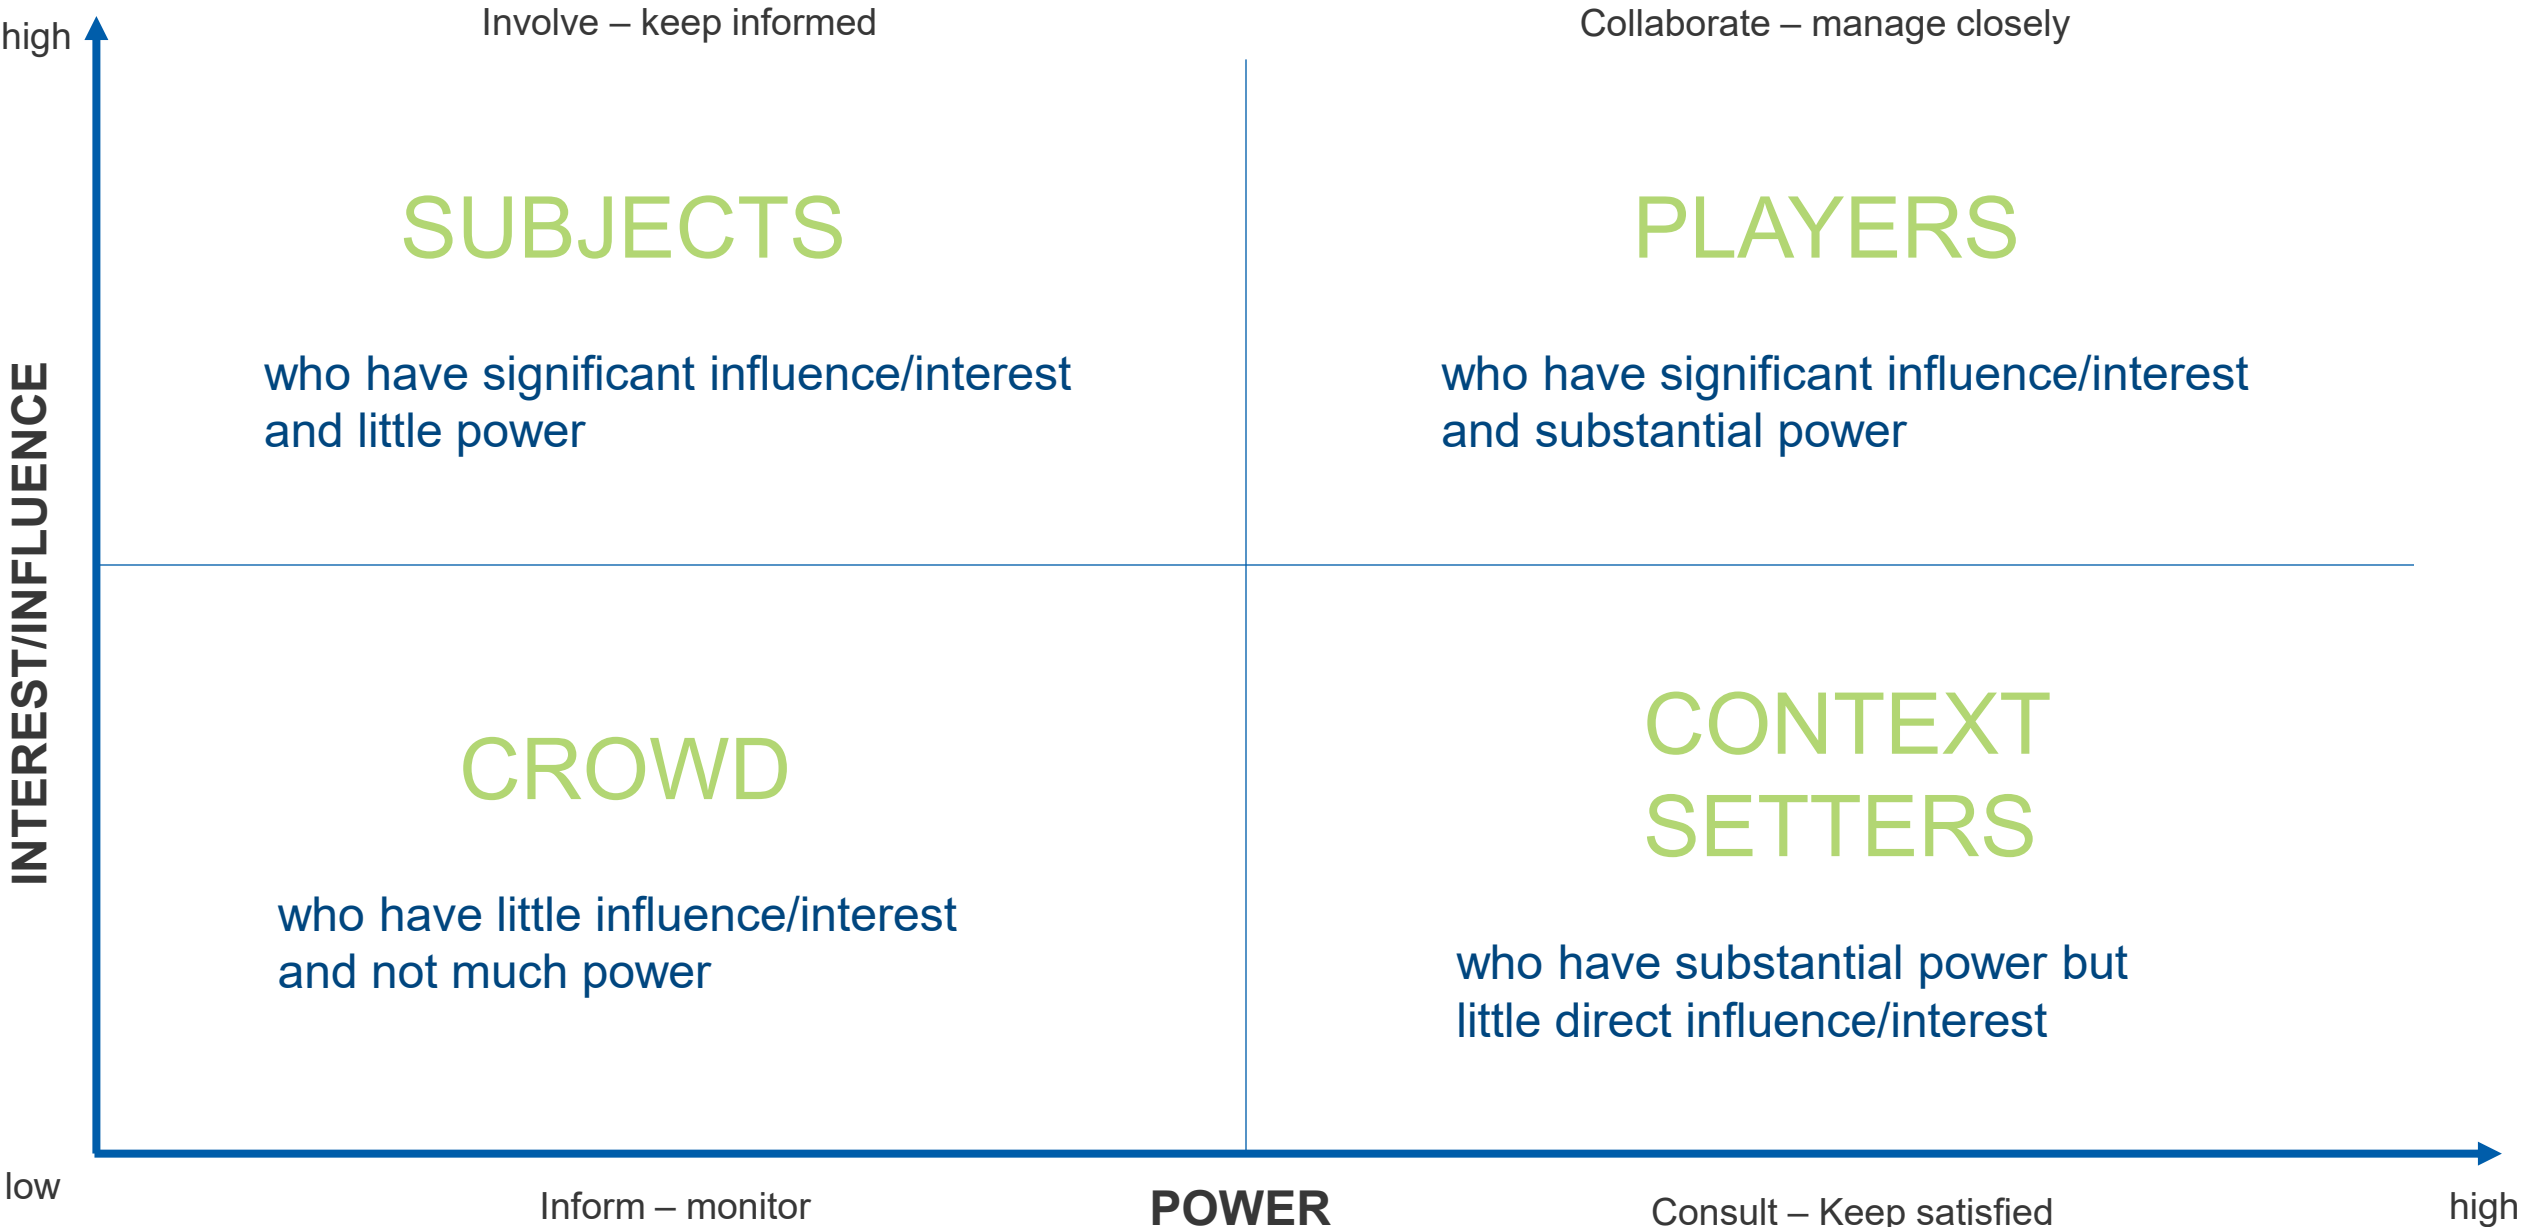 high
Involve – keep informed
Collaborate – manage closely
SUBJECTS
PLAYERS
who have significant influence/interest
and little power
who have significant influence/interest
and substantial power
INTEREST/INFLUENCE
CROWD
CONTEXT
SETTERS
who have little influence/interest
and not much power
who have substantial power but
little direct influence/interest
low
Inform – monitor
POWER
Consult – Keep satisfied
high